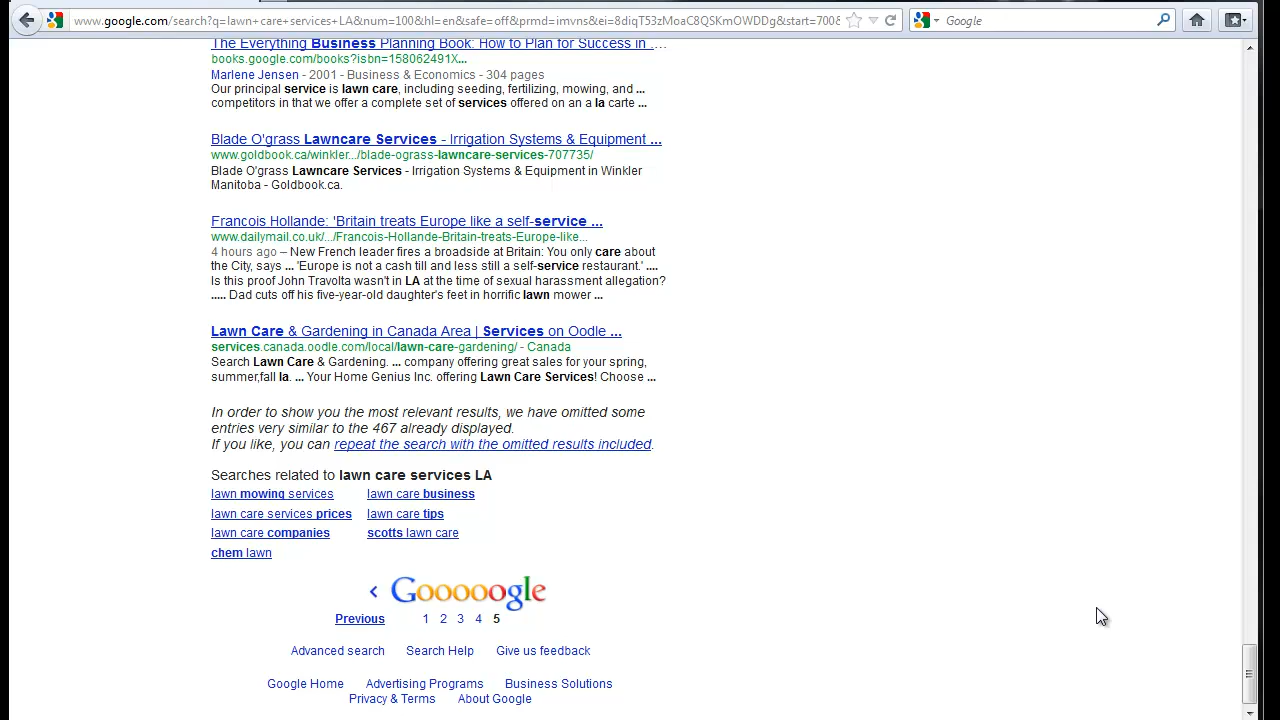 www.google.com/search?q=lawn+care+services+LA&num=100&hl=en&safe=off&prmd=imvns&ei=8diqT53zMoaC8QSKmOWDDg&start=700&
Google
The Everything Business Planning Book: How to Plan for Success in ...
books.google.com/books?isbn=158062491X...
Marlene Jensen - 2001 - Business & Economics - 304 pages
Our principal service is lawn care, including seeding, fertilizing, mowing, and ...
competitors in that we offer a complete set of services offered on an a la carte ...
Blade O'grass Lawncare Services - Irrigation Systems & Equipment ...
www.goldbook.ca/winkler.../blade-ograss-lawncare-services-707735/
Blade O'grass Lawncare Services - Irrigation Systems & Equipment in Winkler
Manitoba - Goldbook.ca.
Francois Hollande: 'Britain treats Europe like a self-service ...
www.dailymail.co.uk/.../Francois-Hollande-Britain-treats-Europe-like...
4 hours ago – New French leader fires a broadside at Britain: You only care about
the City, says ... 'Europe is not a cash till and less still a self-service restaurant.' ....
Is this proof John Travolta wasn't in LA at the time of sexual harassment allegation?
..... Dad cuts off his five-year-old daughter's feet in horrific lawn mower ...
Lawn Care & Gardening in Canada Area | Services on Oodle ...
services.canada.oodle.com/local/lawn-care-gardening/ - Canada
Search Lawn Care & Gardening. ... company offering great sales for your spring,
summer,fall la. ... Your Home Genius Inc. offering Lawn Care Services! Choose ...
In order to show you the most relevant results, we have omitted some
entries very similar to the 467 already displayed.
If you like, you can repeat the search with the omitted results included.
Searches related to lawn care services LA
lawn mowing services lawn care business
lawn care services prices lawn care tips
lawn care companies scotts lawn care
chem lawn
< Gooooogle
Previous 1 2 3 4 5
Advanced search Search Help Give us feedback
Google Home Advertising Programs Business Solutions
Privacy & Terms About Google